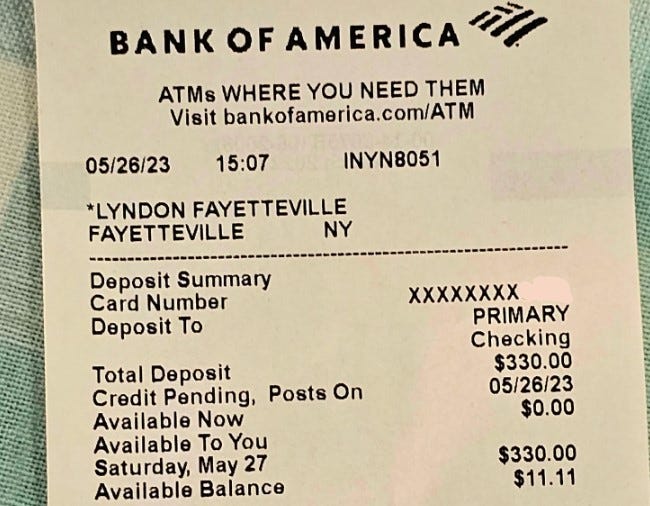 BANK OF AMERICA
ATMs WHERE YOU NEED THEM
Visit bankofamerica.com/ATM
05/26/23 15:07 INYN8051
*LYNDON FAYETTEVILLE
FAYETTEVILLE NY
Deposit Summary
Card Number XXXXXXXX
Deposit To PRIMARY
Checking
Total Deposit $330.00
Credit Pending, Posts On 05/26/23
Available Now $0.00
Available To You
Saturday, May 27 $330.00
Available Balance $11.11